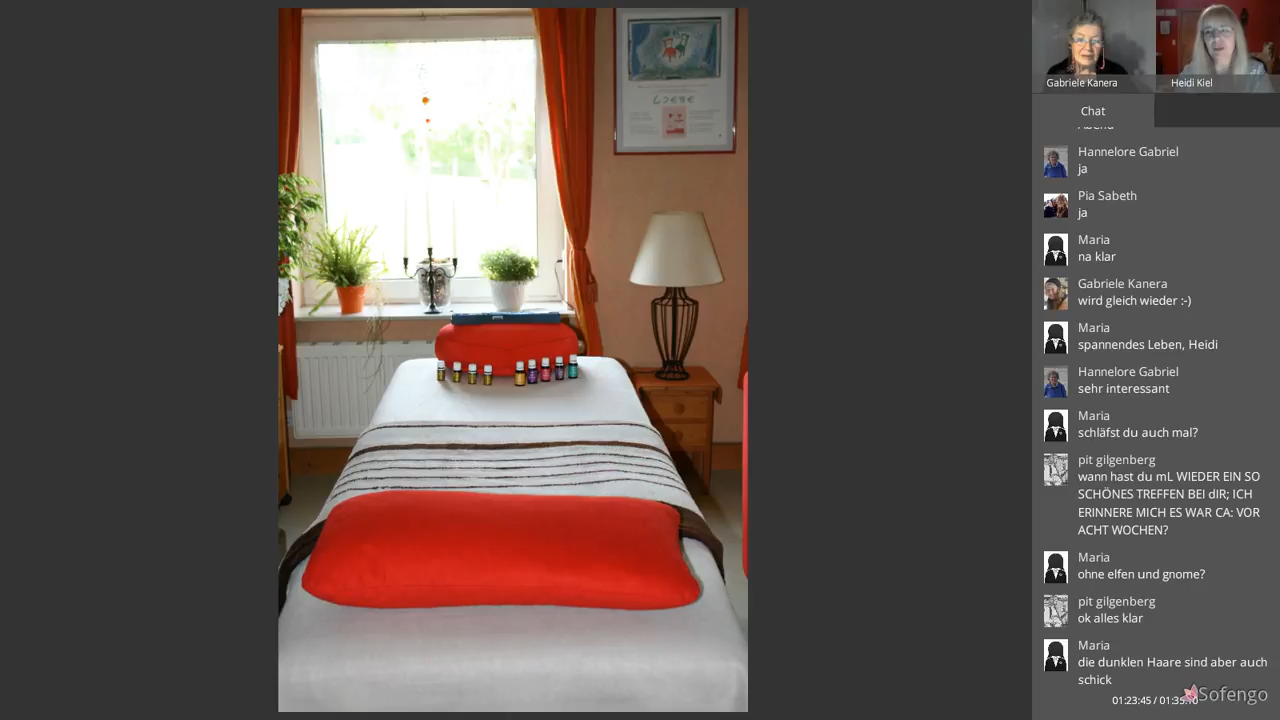 LIEBE
Gabriele Kanera
Heidi Kiel
Chat
Hannelore Gabriel
ja
Pia Sabeth
ja
Maria
na klar
Gabriele Kanera
wird gleich wieder :-)
Maria
spannendes Leben, Heidi
Hannelore Gabriel
sehr interessant
Maria
schläfst du auch mal?
pit gilgenberg
wann hast du mL WIEDER EIN SO
SCHÖNES TREFFEN BEI dIR; ICH
ERINNERE MICH ES WAR CA: VOR
ACHT WOCHEN?
Maria
ohne elfen und gnome?
pit gilgenberg
ok alles klar
Maria
die dunklen Haare sind aber auch
schick
01:23:45 /
Sofengo